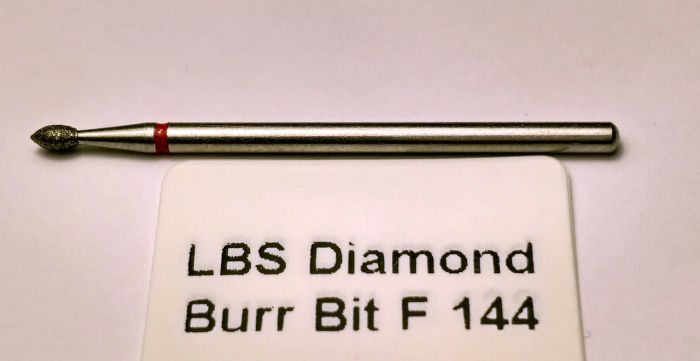 LBS Diamond
Burr Bit F 144